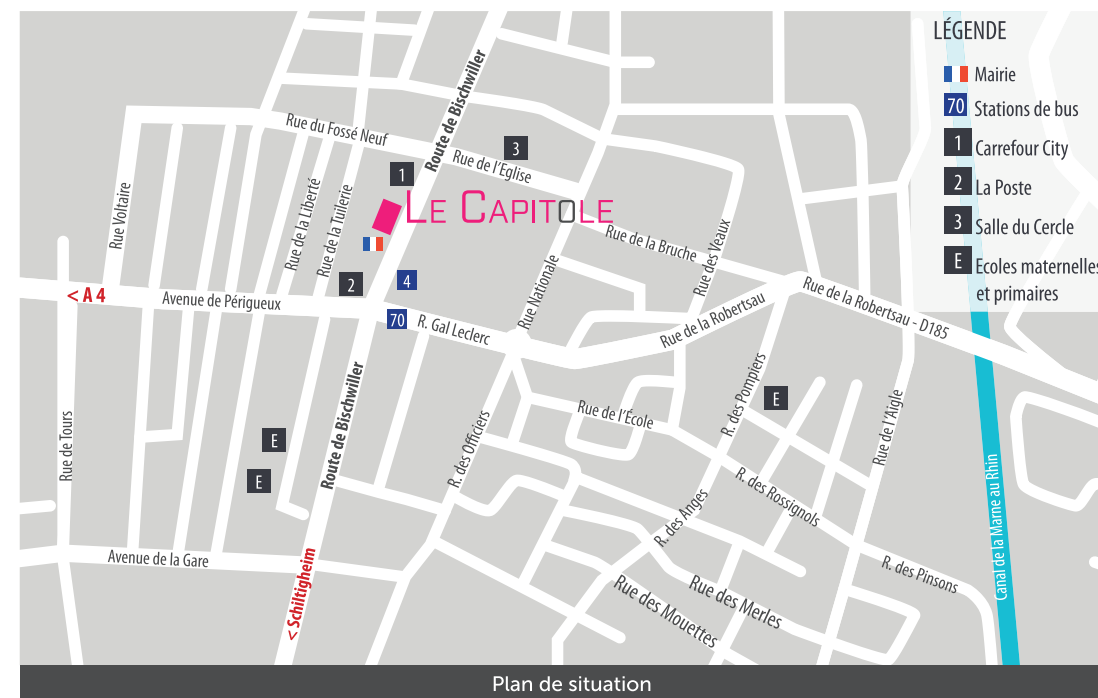 LÉGENDE
Mairie
70 Stations de bus
1 Carrefour City
2 La Poste
3 Salle du Cercle
E Ecoles maternelles
et primaires
Route de Bischwiller
Rue du Fossé Neuf
3
Rue de l'Eglise
1
LE CAPITOLE
Rue Voltaire
Rue de la Liberté
Rue de la Tuilerie
Rue de la Bruche
Rue des Veaux
2
4
< A 4
Avenue de Périgueux
70
R. Gal Leclerc
Rue Nationale
Rue de la Robertsau
Rue de la Robertsau - D185
Route de Bischwiller
R. des Pompiers
E
Rue de l'École
Rue de l'Aigle
Rue de Tours
E
E
R. des Officiers
R. des Rossignols
R. des Anges
Canal de la Marne au Rhin
Avenue de la Gare
< Schiltigheim
R. des Pinsons
Rue des Merles
Rue des Mouettes
Plan de situation